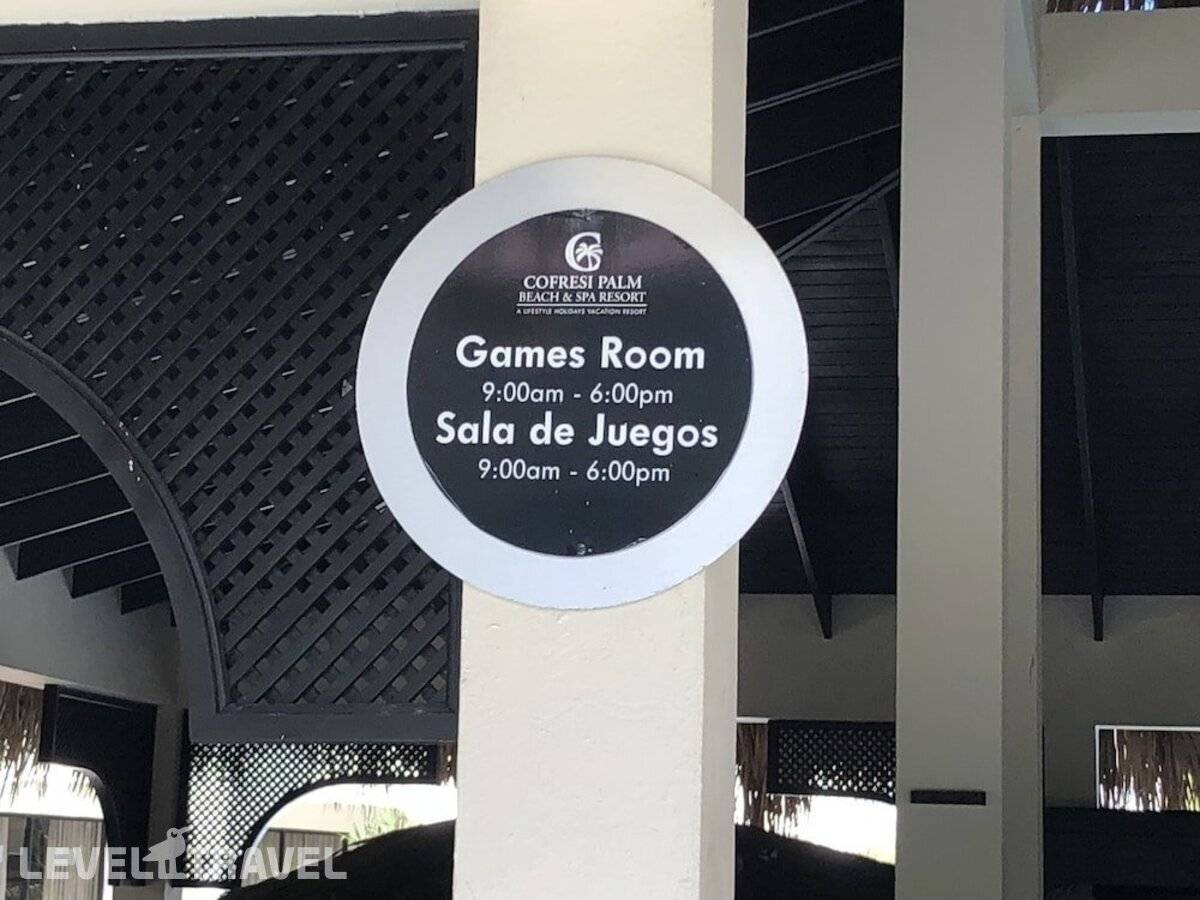 COFRESI PALM
BEACH & SPA RESORT
A LIFESTYLE HOLIDAYS VACATION RESORT
Games Room
9:00am - 6:00pm
Sala de Juegos
9:00am - 6:00pm
LEVEL TRAVEL